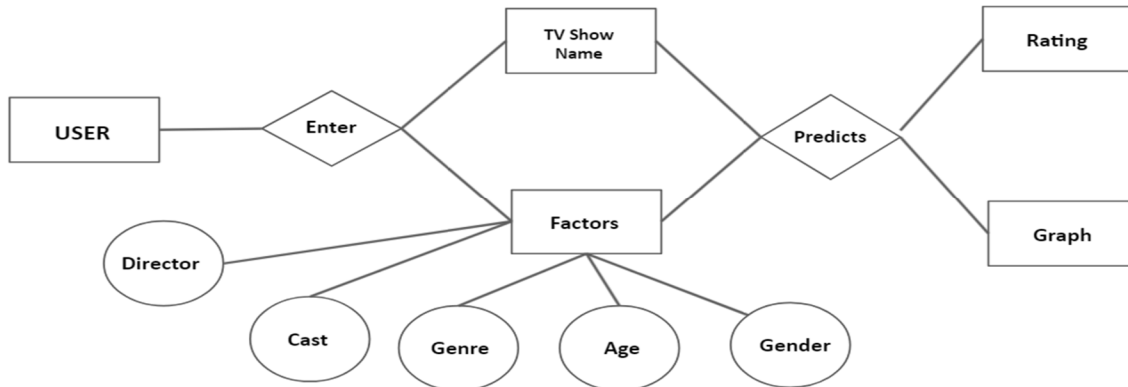 TV Show
Name
Rating
USER
Enter
Predicts
Factors
Graph
Director
Cast
Genre
Age
Gender